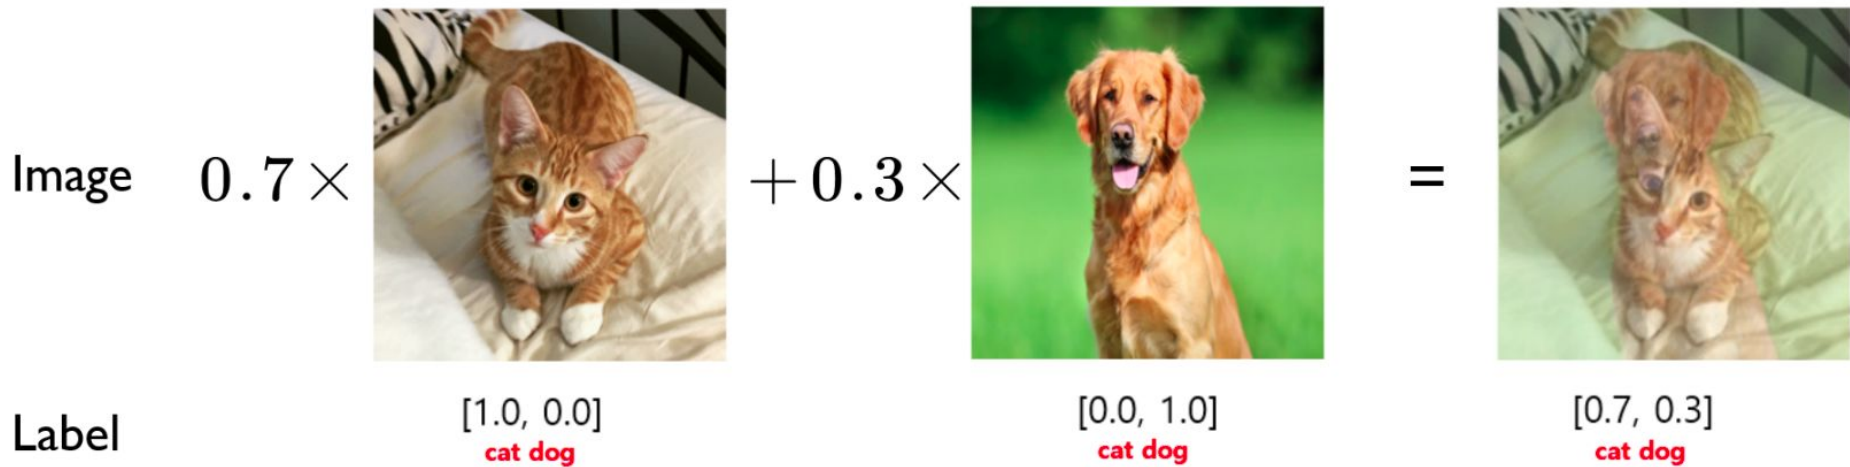 Image 0.7× +0.3× =
Label [1.0, 0.0] [0.0, 1.0] [0.7, 0.3]
cat dog cat dog cat dog